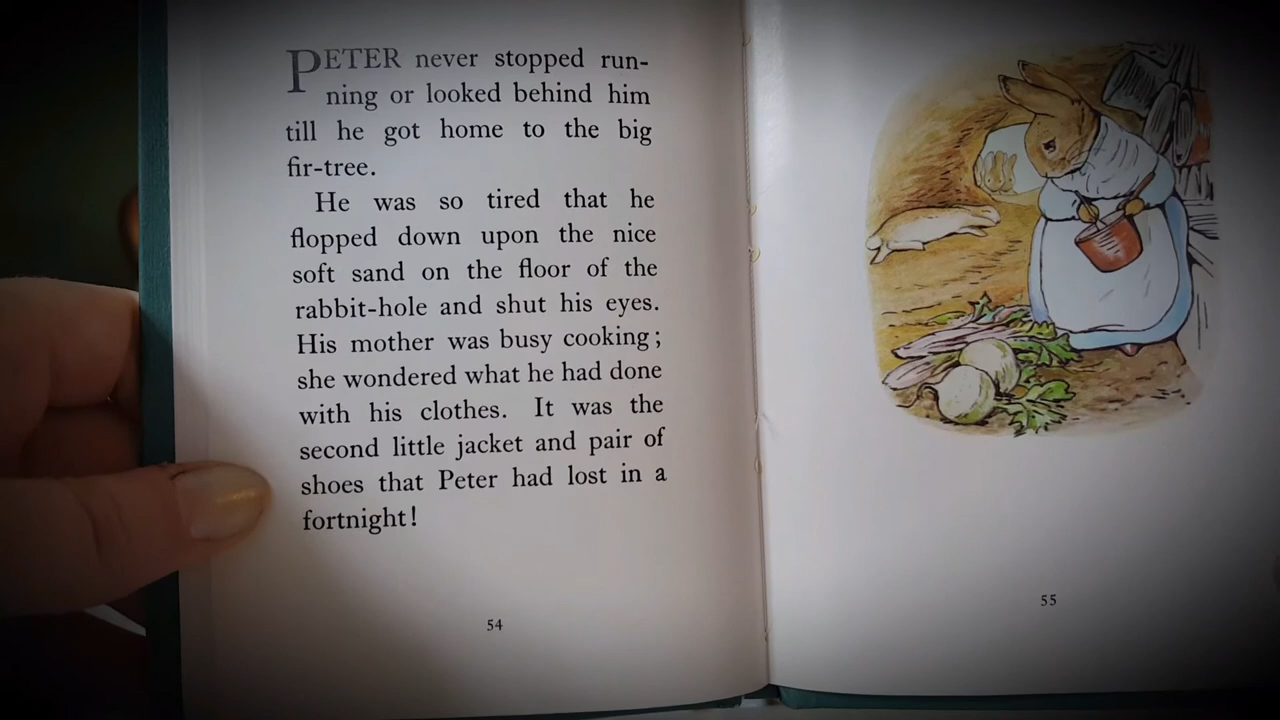 PETER never stopped run-
ning or looked behind him
till he got home to the big
fir-tree.
He was so tired that he
flopped down upon the nice
soft sand on the floor of the
rabbit-hole and shut his eyes.
His mother was busy cooking;
she wondered what he had done
with his clothes. It was the
second little jacket and pair of
shoes that Peter had lost in a
fortnight!
54
55